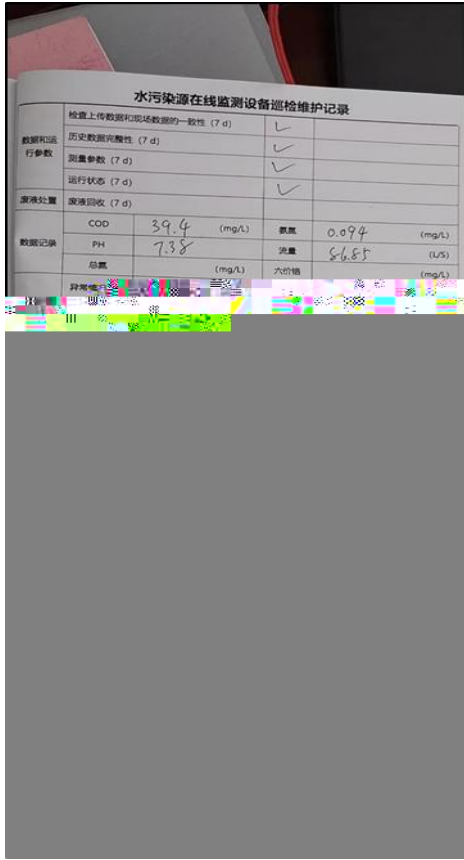 水污染源在线监测设备巡检维护记录
数据和运行参数 检查上传数据和现场数据的一致性 (7 d) ✓
历史数据完整性 (7 d) ✓
测量参数 (7 d) ✓
运行状态 (7 d) ✓
废液处置 废液回收 (7 d)
数据记录 COD 39.4 (mg/L) 氨氮 0.094 (mg/L)
PH 7.38 流量 86.85 (L/S)
总氮 (mg/L) 六价铬 (mg/L)
异常情